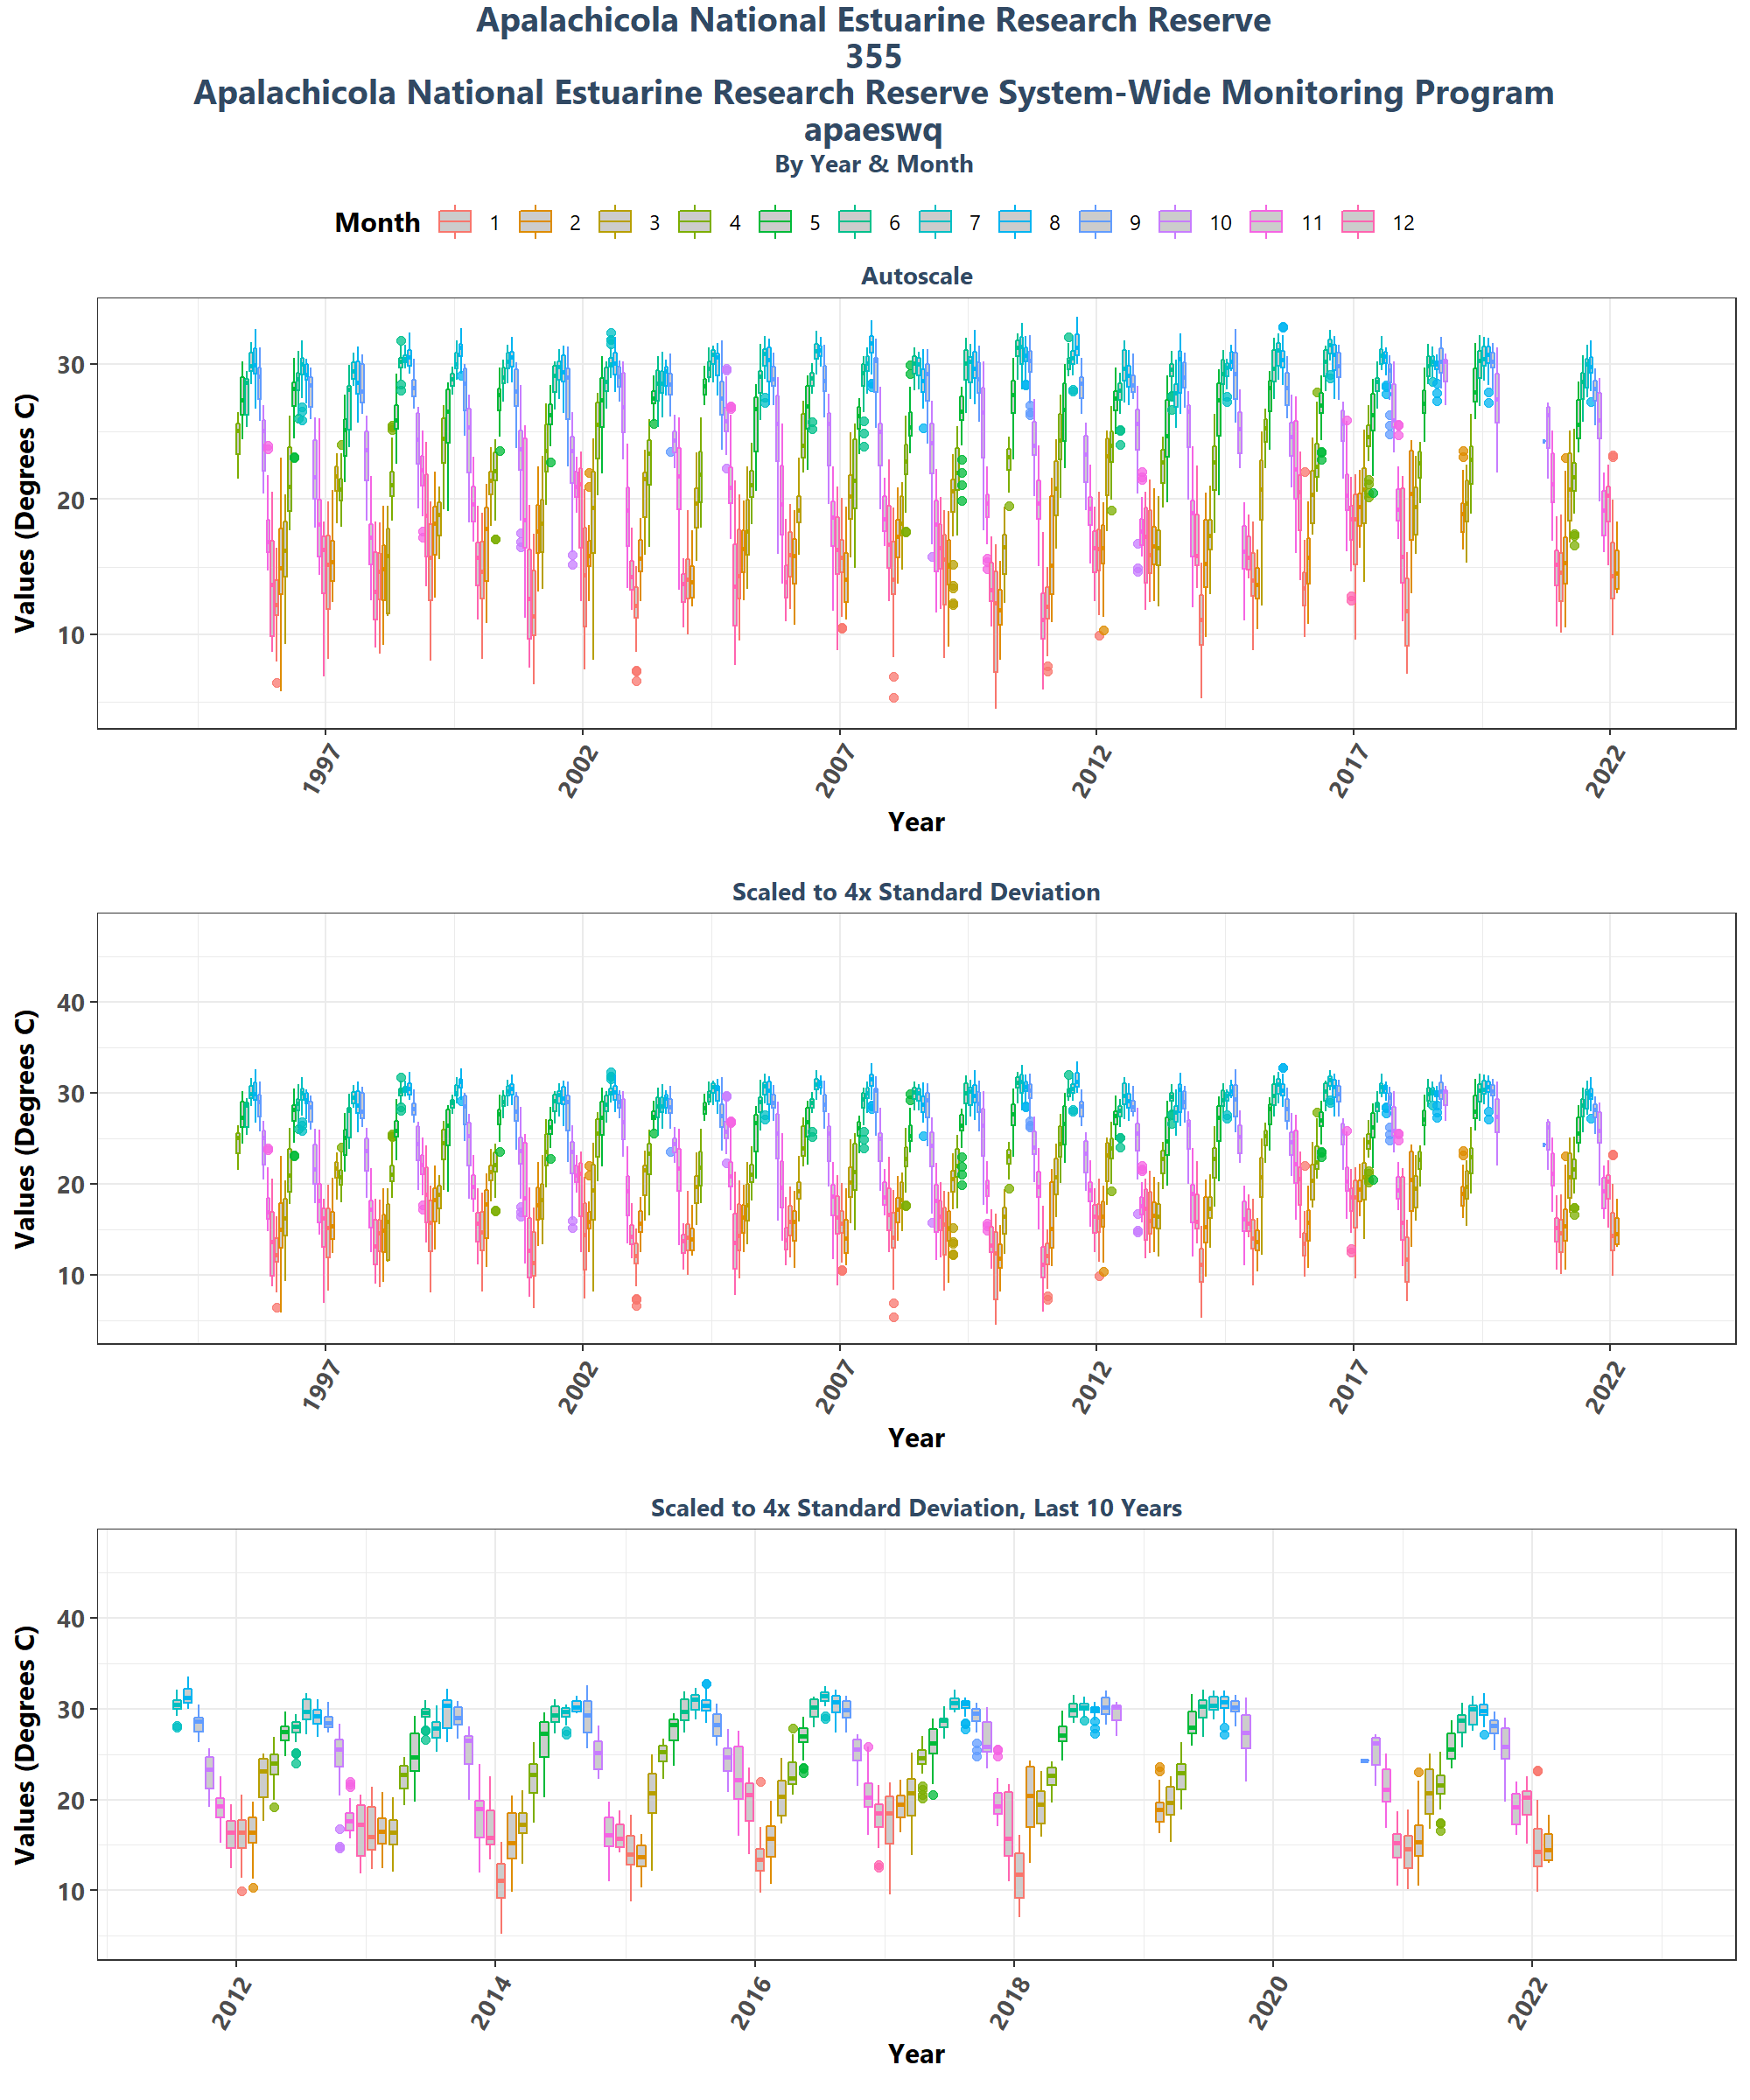 Apalachicola National Estuarine Research Reserve
355
Apalachicola National Estuarine Research Reserve System-Wide Monitoring Program
apaeswq
By Year & Month
Month 1 2 3 4 5 6 7 8 9 10 11 12
Autoscale
Values (Degrees C)
30
20
10
1997 2002 2007 2012 2017 2022
Year
Scaled to 4x Standard Deviation
Values (Degrees C)
40
30
20
10
1997 2002 2007 2012 2017 2022
Year
Scaled to 4x Standard Deviation, Last 10 Years
Values (Degrees C)
40
30
20
10
2012 2014 2016 2018 2020 2022
Year